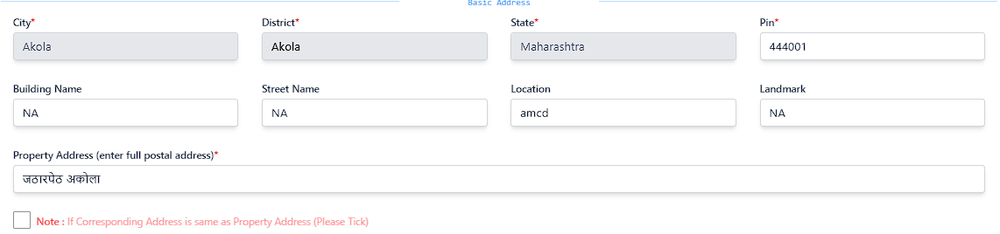 Basic Address
City* District* State* Pin*
Akola Akola Maharashtra 444001
Building Name Street Name Location Landmark
NA NA amcd NA
Property Address (enter full postal address)*
जठारपेठ अकोला
Note : If Corresponding Address is same as Property Address (Please Tick)